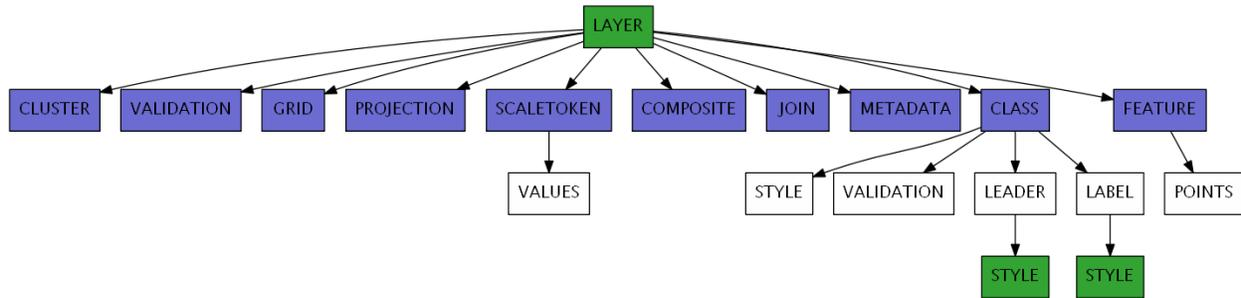 LAYER
CLUSTER
VALIDATION
GRID
PROJECTION
SCALETOKEN
COMPOSITE
JOIN
METADATA
CLASS
FEATURE
VALUES
STYLE
VALIDATION
LEADER
LABEL
POINTS
STYLE
STYLE